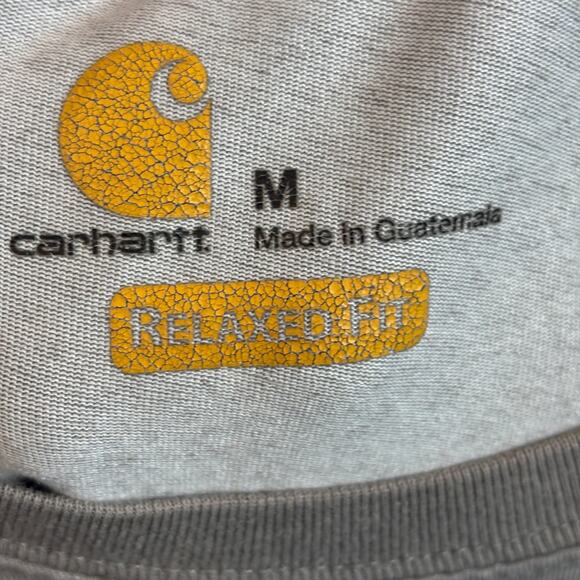 M
carhartt Made in Guatemala
RELAXED FIT